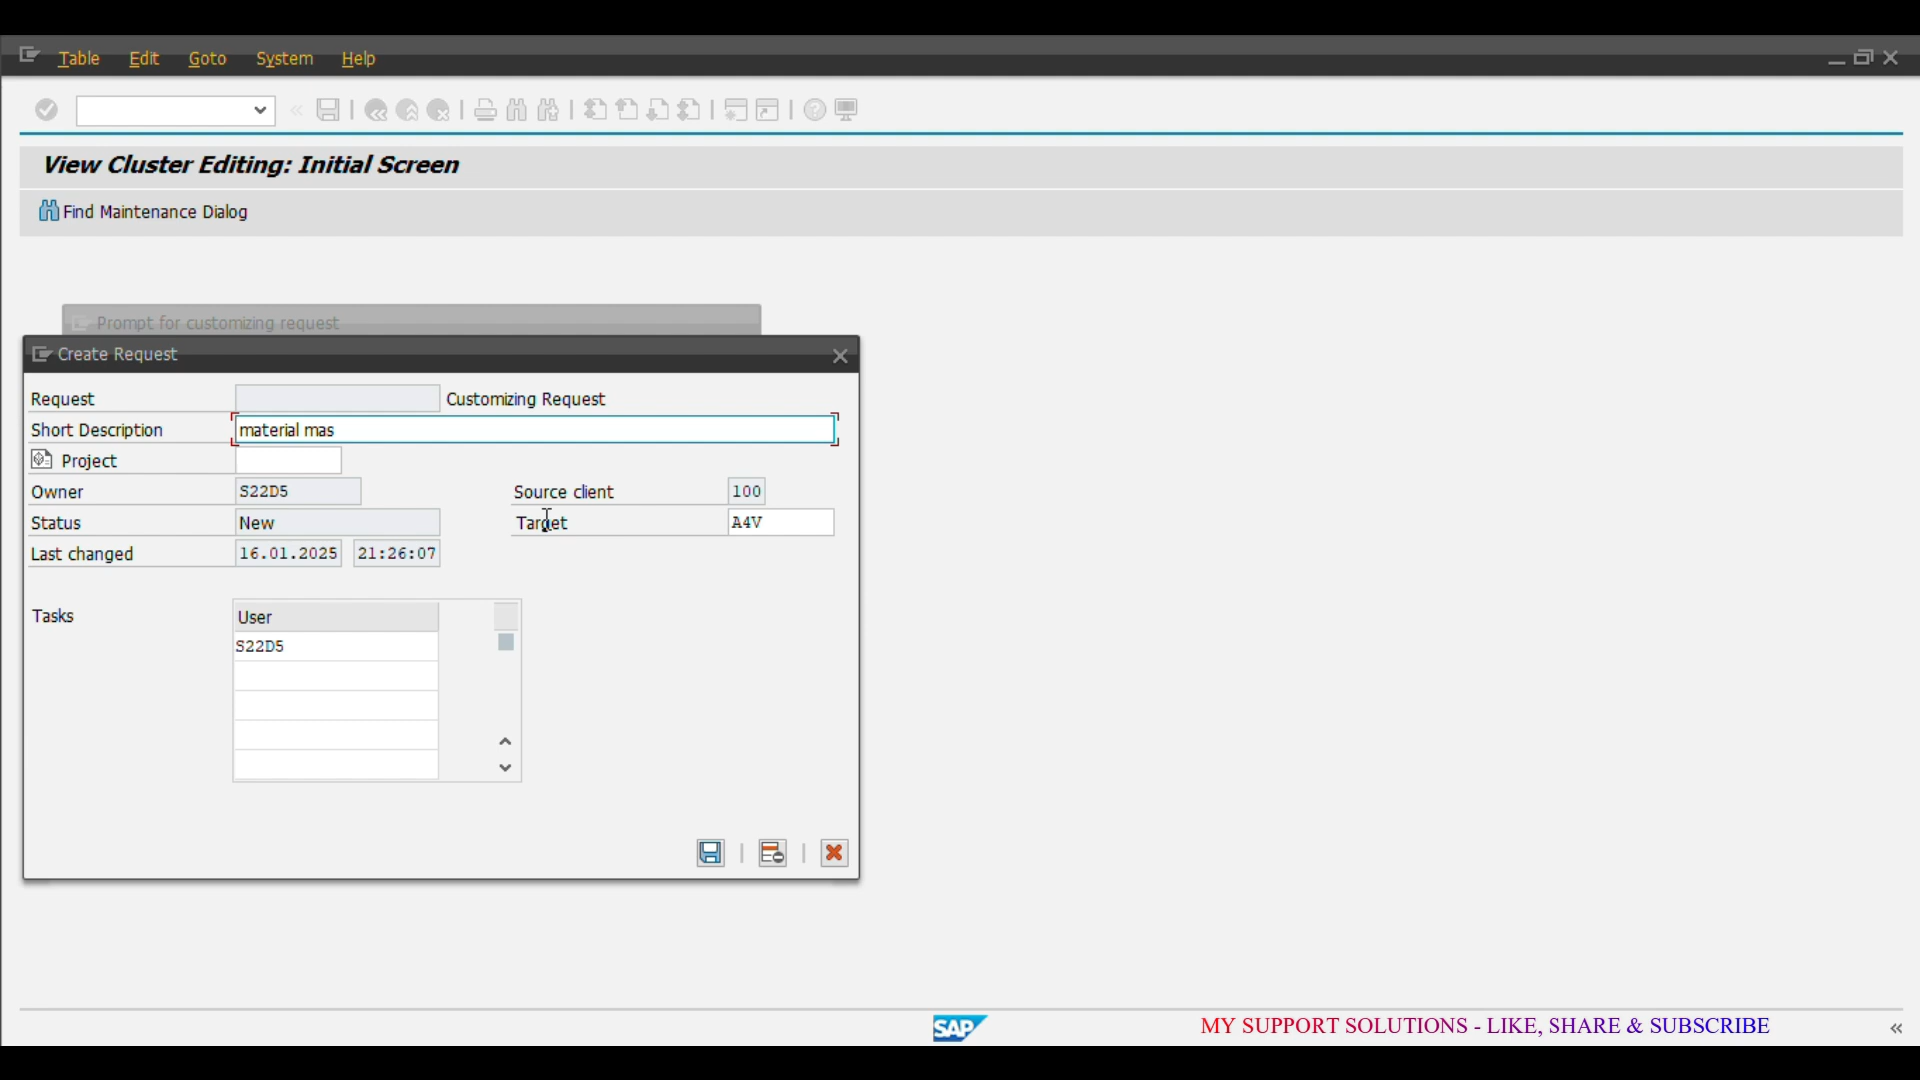 Table Edit Goto System Help
View Cluster Editing: Initial Screen
Find Maintenance Dialog
Prompt for customizing request
Create Request
Request Customizing Request
Short Description material mas
Project
Owner S22D5 Source client 100
Status New Target A4V
Last changed 16.01.2025 21:26:07
Tasks User
S22D5
SAP MY SUPPORT SOLUTIONS - LIKE, SHARE & SUBSCRIBE